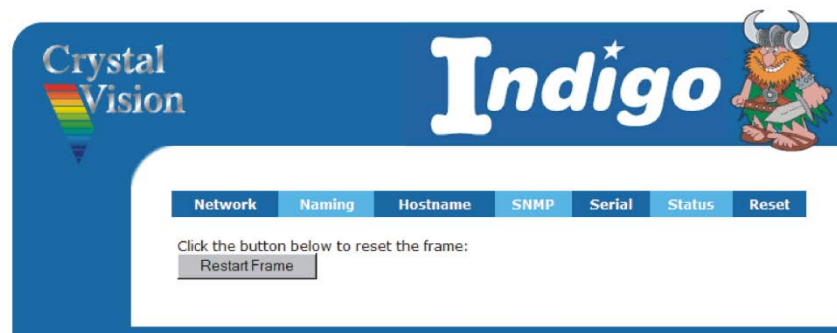 Crystal
Vision
Indigo
Network Naming Hostname SNMP Serial Status Reset
Click the button below to reset the frame:
Restart Frame